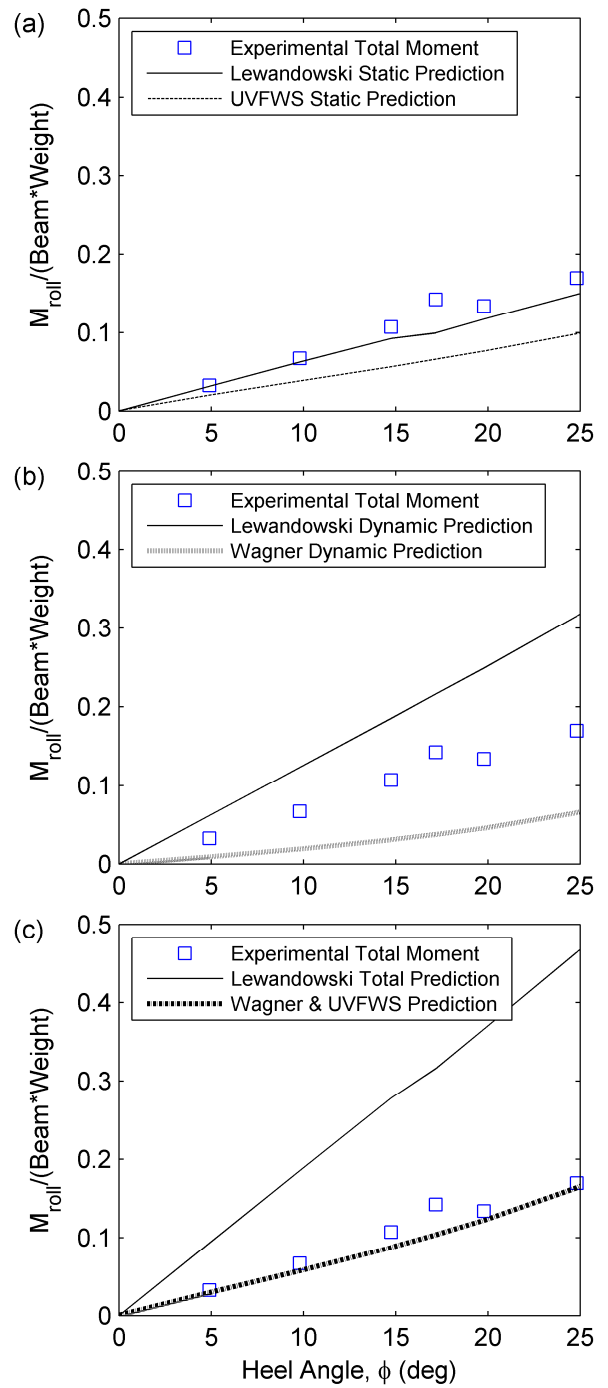 (a)
0.5
0.4
0.3
0.2
0.1
0
M_roll/(Beam*Weight)
Experimental Total Moment
Lewandowski Static Prediction
UVFWS Static Prediction
0 5 10 15 20 25
(b)
0.5
0.4
0.3
0.2
0.1
0
M_roll/(Beam*Weight)
Experimental Total Moment
Lewandowski Dynamic Prediction
Wagner Dynamic Prediction
0 5 10 15 20 25
(c)
0.5
0.4
0.3
0.2
0.1
0
M_roll/(Beam*Weight)
Experimental Total Moment
Lewandowski Total Prediction
Wagner & UVFWS Prediction
0 5 10 15 20 25
Heel Angle, ϕ (deg)